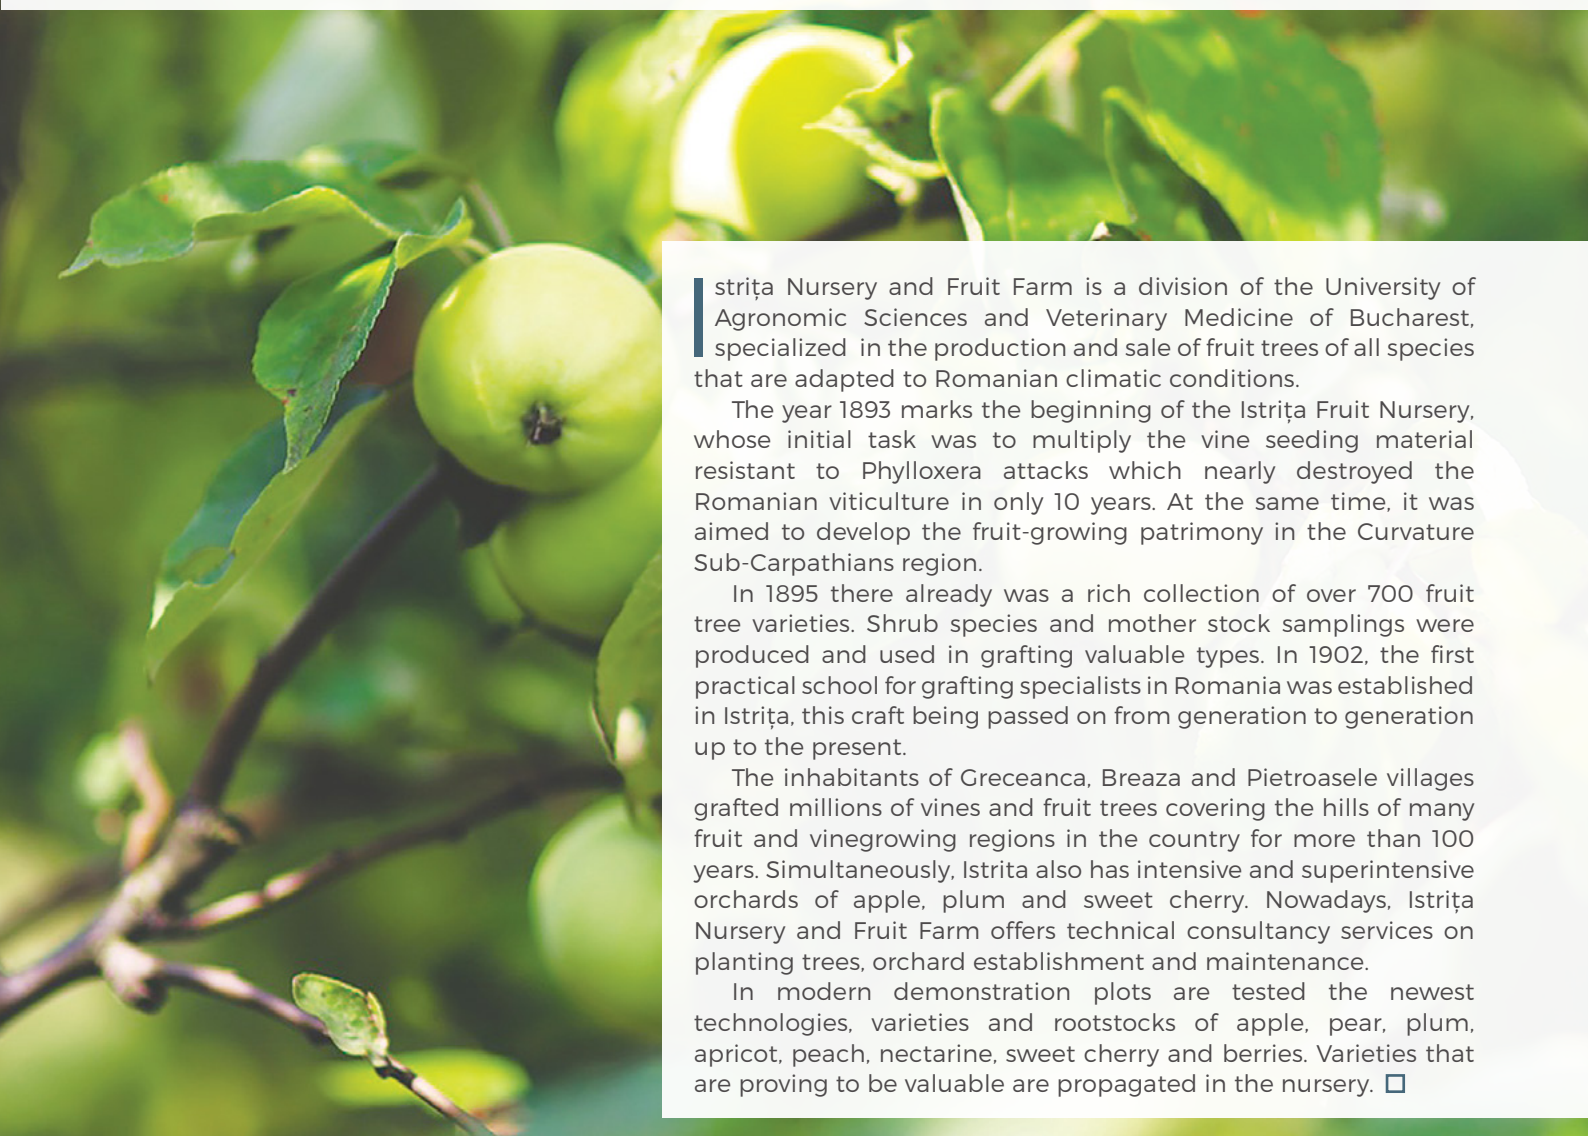 Istrița Nursery and Fruit Farm is a division of the University of
Agronomic Sciences and Veterinary Medicine of Bucharest,
specialized in the production and sale of fruit trees of all species
that are adapted to Romanian climatic conditions.
The year 1893 marks the beginning of the Istrița Fruit Nursery,
whose initial task was to multiply the vine seeding material
resistant to Phylloxera attacks which nearly destroyed the
Romanian viticulture in only 10 years. At the same time, it was
aimed to develop the fruit-growing patrimony in the Curvature
Sub-Carpathians region.
In 1895 there already was a rich collection of over 700 fruit
tree varieties. Shrub species and mother stock samplings were
produced and used in grafting valuable types. In 1902, the first
practical school for grafting specialists in Romania was established
in Istrița, this craft being passed on from generation to generation
up to the present.
The inhabitants of Greceanca, Breaza and Pietroasele villages
grafted millions of vines and fruit trees covering the hills of many
fruit and vinegrowing regions in the country for more than 100
years. Simultaneously, Istrita also has intensive and superintensive
orchards of apple, plum and sweet cherry. Nowadays, Istrița
Nursery and Fruit Farm offers technical consultancy services on
planting trees, orchard establishment and maintenance.
In modern demonstration plots are tested the newest
technologies, varieties and rootstocks of apple, pear, plum,
apricot, peach, nectarine, sweet cherry and berries. Varieties that
are proving to be valuable are propagated in the nursery.